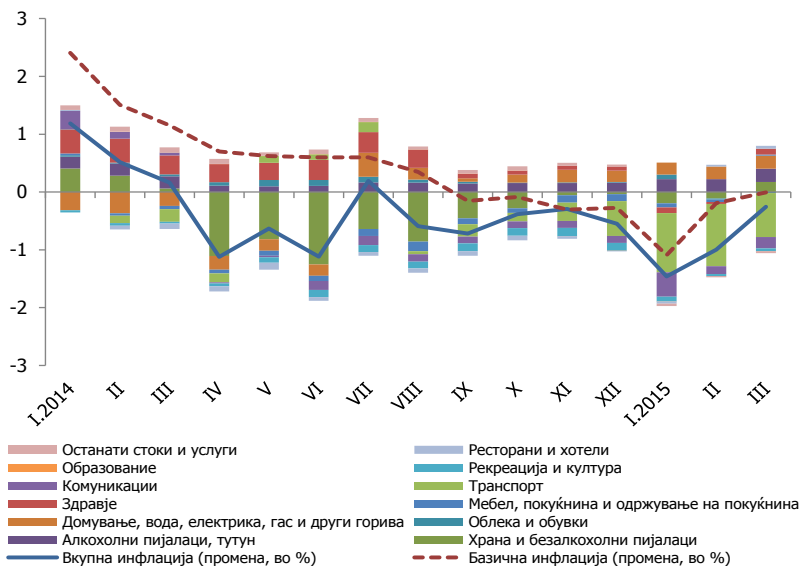 3
2
1
0
-1
-2
-3
I.2014
II
III
IV
V
VI
VII
VIII
IX
X
XI
XII
I.2015
II
III
Останати стоки и услуги
Ресторани и хотели
Образование
Рекреација и култура
Комуникации
Транспорт
Здравје
Мебел, покуќнина и одржување на покуќнина
Домување, вода, електрика, гас и други горива
Облека и обувки
Алкохолни пијалаци, тутун
Храна и безалкохолни пијалаци
Вкупна инфлација (промена, во %)
Базична инфлација (промена, во %)